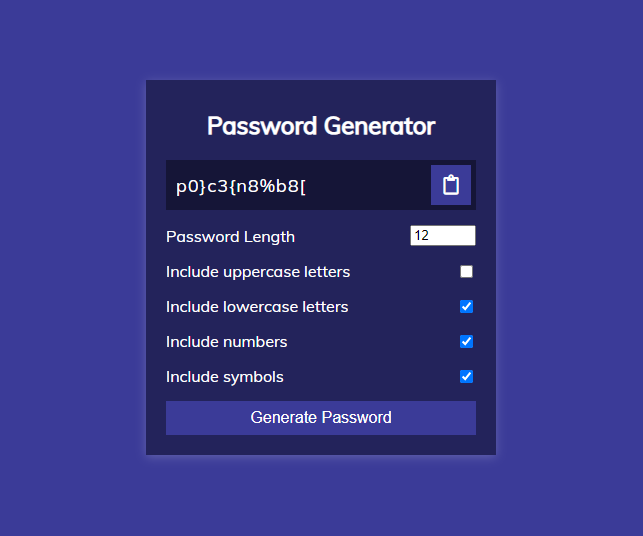 Password Generator
p0}c3{n8%b8[
Password Length
12
Include uppercase letters
Include lowercase letters
Include numbers
Include symbols
Generate Password